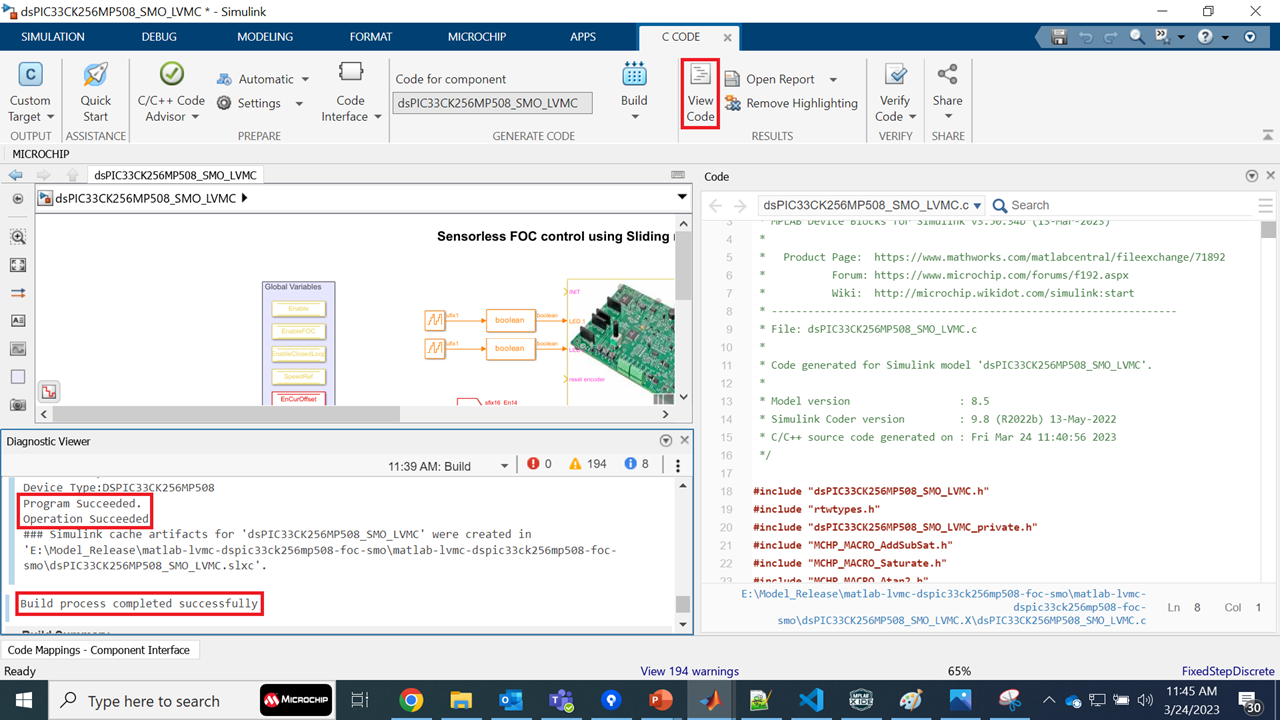 dsPIC33CK256MP508_SMO_LVMC * - Simulink
SIMULATION DEBUG MODELING FORMAT MICROCHIP APPS C CODE
Custom Target
Quick Start
C/C++ Code Advisor
Automatic
Settings
Code Interface
Code for component
dsPIC33CK256MP508_SMO_LVMC
Build
View Code
Open Report
Remove Highlighting
Verify Code
Share
OUTPUT ASSISTANCE PREPARE GENERATE CODE RESULTS VERIFY SHARE
MICROCHIP
dsPIC33CK256MP508_SMO_LVMC
dsPIC33CK256MP508_SMO_LVMC
Sensorless FOC control using Sliding
Global Variables
Enable
EnableFOC
EnableClosedLoop
SpeedRef
EnCurOffset
sfix1
boolean
boolean
sfix1
boolean
boolean
sfix16_En14
INIT
LED 1
reset encoder
Diagnostic Viewer
11:39 AM: Build 0 194 8
Device Type:DSPIC33CK256MP508
Program Succeeded.
Operation Succeeded
### Simulink cache artifacts for 'dsPIC33CK256MP508_SMO_LVMC' were created in
'E:\Model_Release\matlab-lvmc-dspic33ck256mp508-foc-smo\matlab-lvmc-dspic33ck256mp508-foc-
smo\dsPIC33CK256MP508_SMO_LVMC.slxc'.
Build process completed successfully
Build Summary
Code
dsPIC33CK256MP508_SMO_LVMC.c Search
3 * MPLAB Device Blocks for Simulink v3.50.34b (13-Mar-2023)
4 *
5 * Product Page: https://www.mathworks.com/matlabcentral/fileexchange/71892
6 * Forum: https://www.microchip.com/forums/f192.aspx
7 * Wiki: http://microchip.wikidot.com/simulink:start
8 * -------------------------------------------------------------------
9 * File: dsPIC33CK256MP508_SMO_LVMC.c
10 *
11 * Code generated for Simulink model 'dsPIC33CK256MP508_SMO_LVMC'.
12 *
13 * Model version : 8.5
14 * Simulink Coder version : 9.8 (R2022b) 13-May-2022
15 * C/C++ source code generated on : Fri Mar 24 11:40:56 2023
16 */
17
18 #include "dsPIC33CK256MP508_SMO_LVMC.h"
19 #include "rtwtypes.h"
20 #include "dsPIC33CK256MP508_SMO_LVMC_private.h"
21 #include "MCHP_MACRO_AddSubSat.h"
22 #include "MCHP_MACRO_Saturate.h"
23 #include "MCHP_MACRO_Atan2.h"
E:\Model_Release\matlab-lvmc-dspic33ck256mp508-foc-smo\matlab-lvmc-
dspic33ck256mp508-foc-
smo\dsPIC33CK256MP508_SMO_LVMC.X\dsPIC33CK256MP508_SMO_LVMC.c
Ln 8 Col 1
Code Mappings - Component Interface
Ready View 194 warnings 65% FixedStepDiscrete
Type here to search
MICROCHIP
11:45 AM
3/24/2023
30